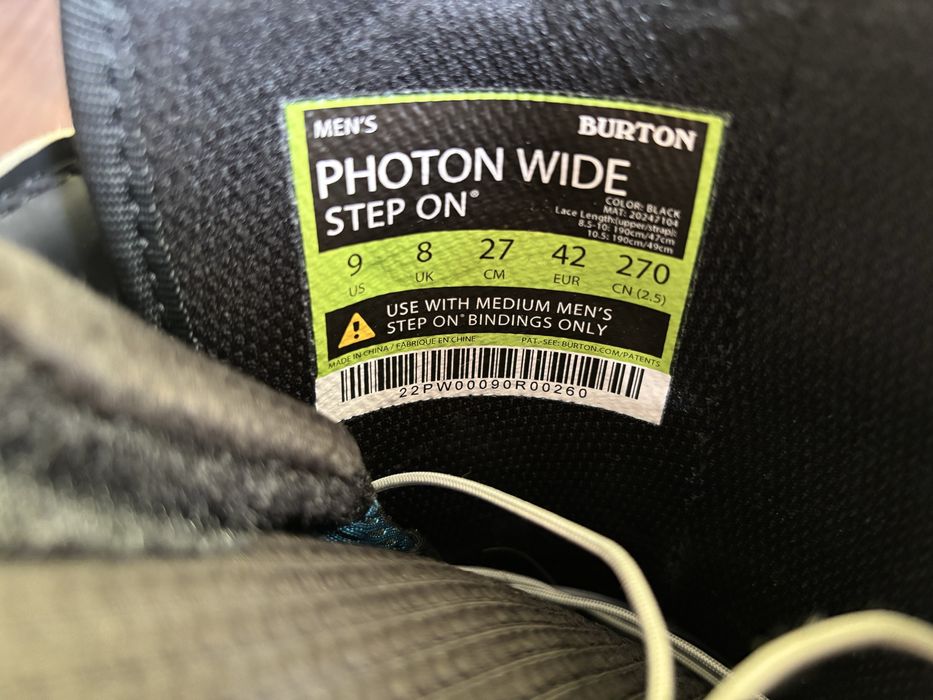 MEN'S
BURTON
PHOTON WIDE
STEP ON®
COLOR: BLACK
MAT: 20247104
Lace Length:(upper/strap):
8.5-10: 190cm/47cm
10.5: 190cm/49cm
9 8 27 42 270
US UK CM EUR CN (2.5)
USE WITH MEDIUM MEN'S
STEP ON® BINDINGS ONLY
MADE IN CHINA / FABRIQUE EN CHINE PAT.-SEE: BURTON.COM/PATENTS
22PW00090R00260